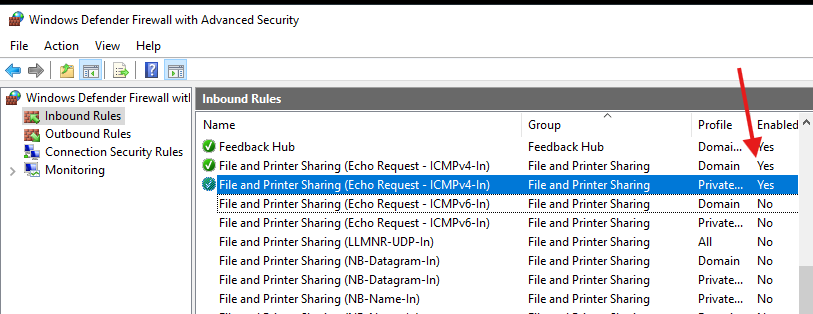 Windows Defender Firewall with Advanced Security
File Action View Help
Windows Defender Firewall with
Inbound Rules
Outbound Rules
Connection Security Rules
Monitoring
Inbound Rules
Name Group Profile Enabled
Feedback Hub Feedback Hub Domai... Yes
File and Printer Sharing (Echo Request - ICMPv4-In) File and Printer Sharing Domain Yes
File and Printer Sharing (Echo Request - ICMPv4-In) File and Printer Sharing Private... Yes
File and Printer Sharing (Echo Request - ICMPv6-In) File and Printer Sharing Domain No
File and Printer Sharing (Echo Request - ICMPv6-In) File and Printer Sharing Private... No
File and Printer Sharing (LLMNR-UDP-In) File and Printer Sharing All No
File and Printer Sharing (NB-Datagram-In) File and Printer Sharing Domain No
File and Printer Sharing (NB-Datagram-In) File and Printer Sharing Private... No
File and Printer Sharing (NB-Name-In) File and Printer Sharing Private... No